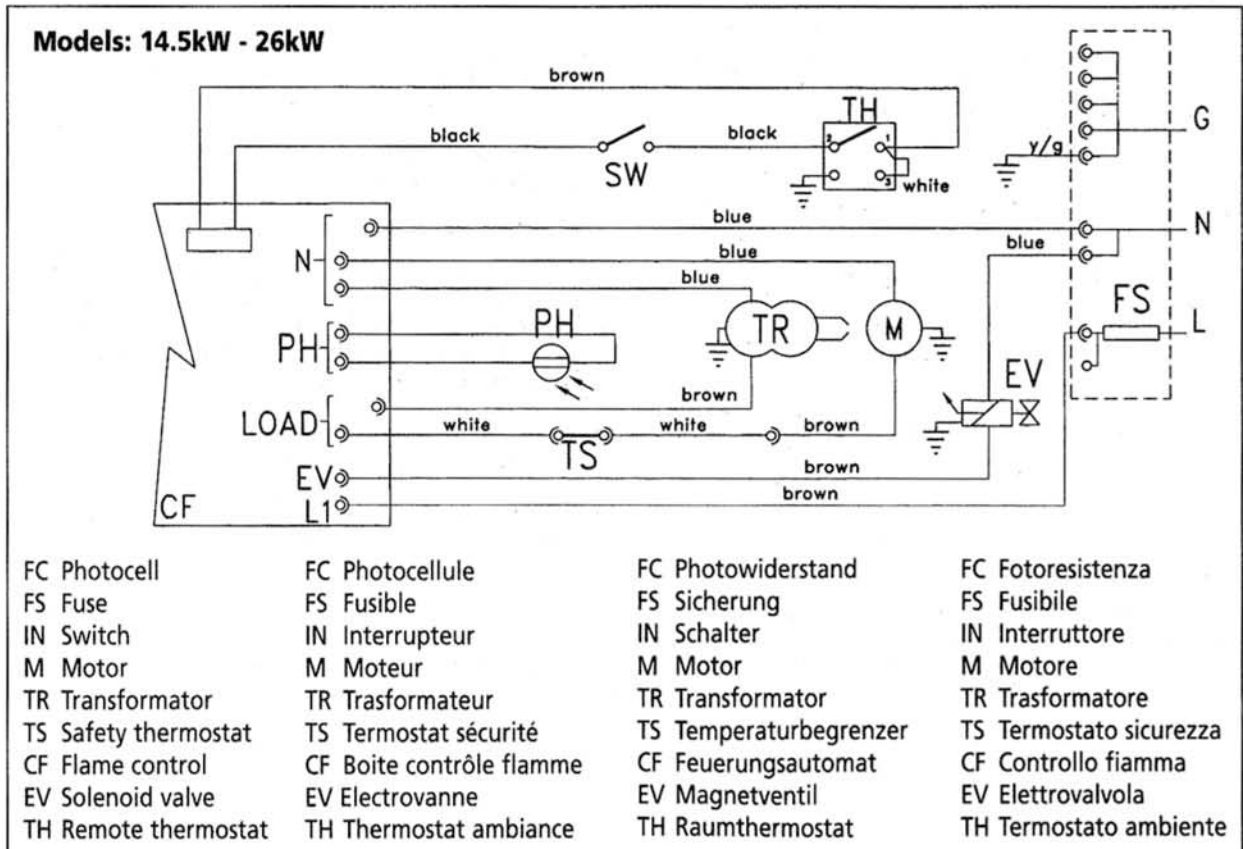 Models: 14.5kW - 26kW
brown
TH
G
black
black
2
1
y/g
SW
3
white
blue
N
blue
N
blue
FS
PH
TR
M
L
PH
EV
brown
LOAD
white
white
brown
TS
EV
brown
CF
L1
brown
FC Photocell
FS Fuse
IN Switch
M Motor
TR Transformator
TS Safety thermostat
CF Flame control
EV Solenoid valve
TH Remote thermostat
FC Photocellule
FS Fusible
IN Interrupteur
M Moteur
TR Trasformateur
TS Termostat sécurité
CF Boite contrôle flamme
EV Electrovanne
TH Thermostat ambiance
FC Photowiderstand
FS Sicherung
IN Schalter
M Motor
TR Transformator
TS Temperaturbegrenzer
CF Feuerungsautomat
EV Magnetventil
TH Raumthermostat
FC Fotoresistenza
FS Fusibile
IN Interruttore
M Motore
TR Trasformatore
TS Termostato sicurezza
CF Controllo fiamma
EV Elettrovalvola
TH Termostato ambiente